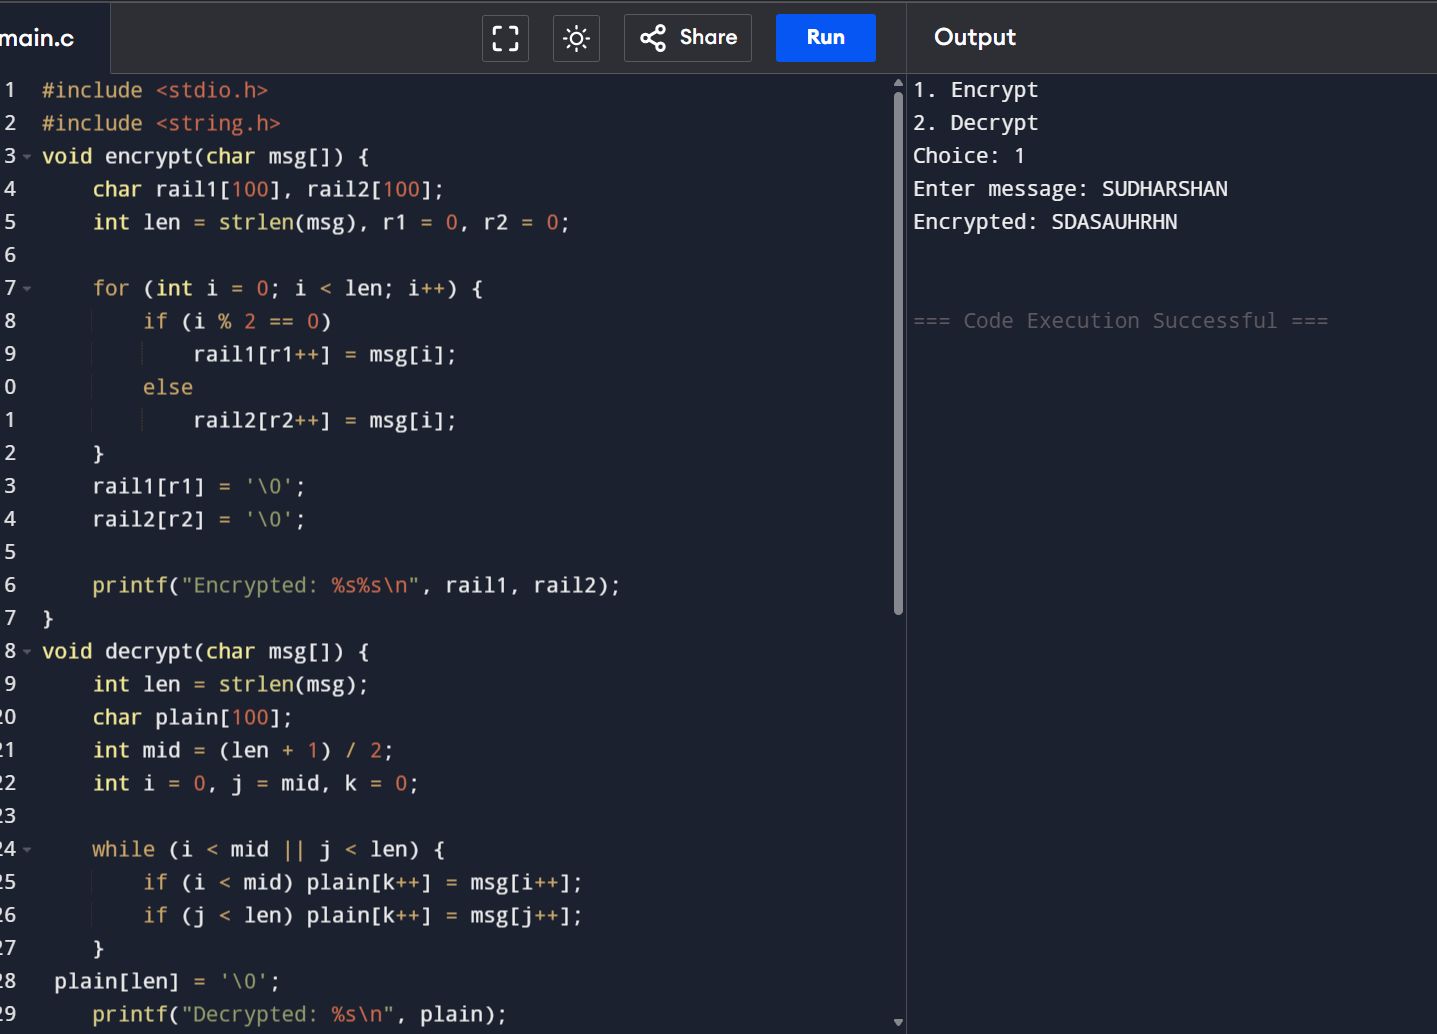 main.c
Share
Run
Output
1 #include <stdio.h>
2 #include <string.h>
3 void encrypt(char msg[]) {
4     char rail1[100], rail2[100];
5     int len = strlen(msg), r1 = 0, r2 = 0;
6
7     for (int i = 0; i < len; i++) {
8         if (i % 2 == 0)
9             rail1[r1++] = msg[i];
0         else
1             rail2[r2++] = msg[i];
2     }
3     rail1[r1] = '\0';
4     rail2[r2] = '\0';
5
6     printf("Encrypted: %s%s\n", rail1, rail2);
7 }
8 void decrypt(char msg[]) {
9     int len = strlen(msg);
20     char plain[100];
21     int mid = (len + 1) / 2;
22     int i = 0, j = mid, k = 0;
23
24     while (i < mid || j < len) {
25         if (i < mid) plain[k++] = msg[i++];
26         if (j < len) plain[k++] = msg[j++];
27     }
28  plain[len] = '\0';
29     printf("Decrypted: %s\n", plain);
1. Encrypt
2. Decrypt
Choice: 1
Enter message: SUDHARSHAN
Encrypted: SDASAUHRHN
=== Code Execution Successful ===